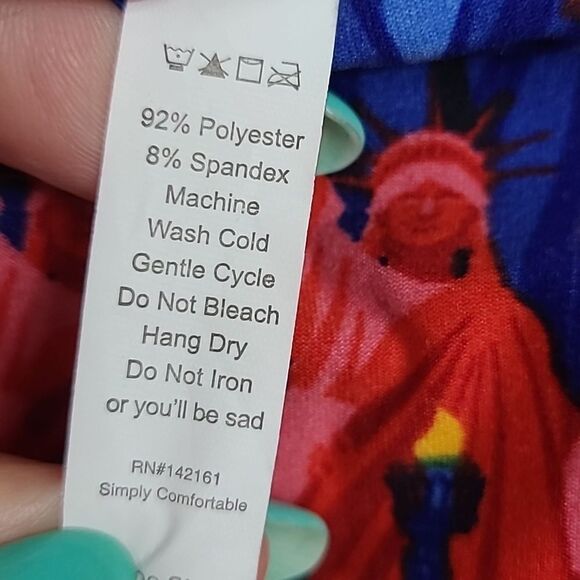 92% Polyester
8% Spandex
Machine
Wash Cold
Gentle Cycle
Do Not Bleach
Hang Dry
Do Not Iron
or you'll be sad
RN#142161
Simply Comfortable